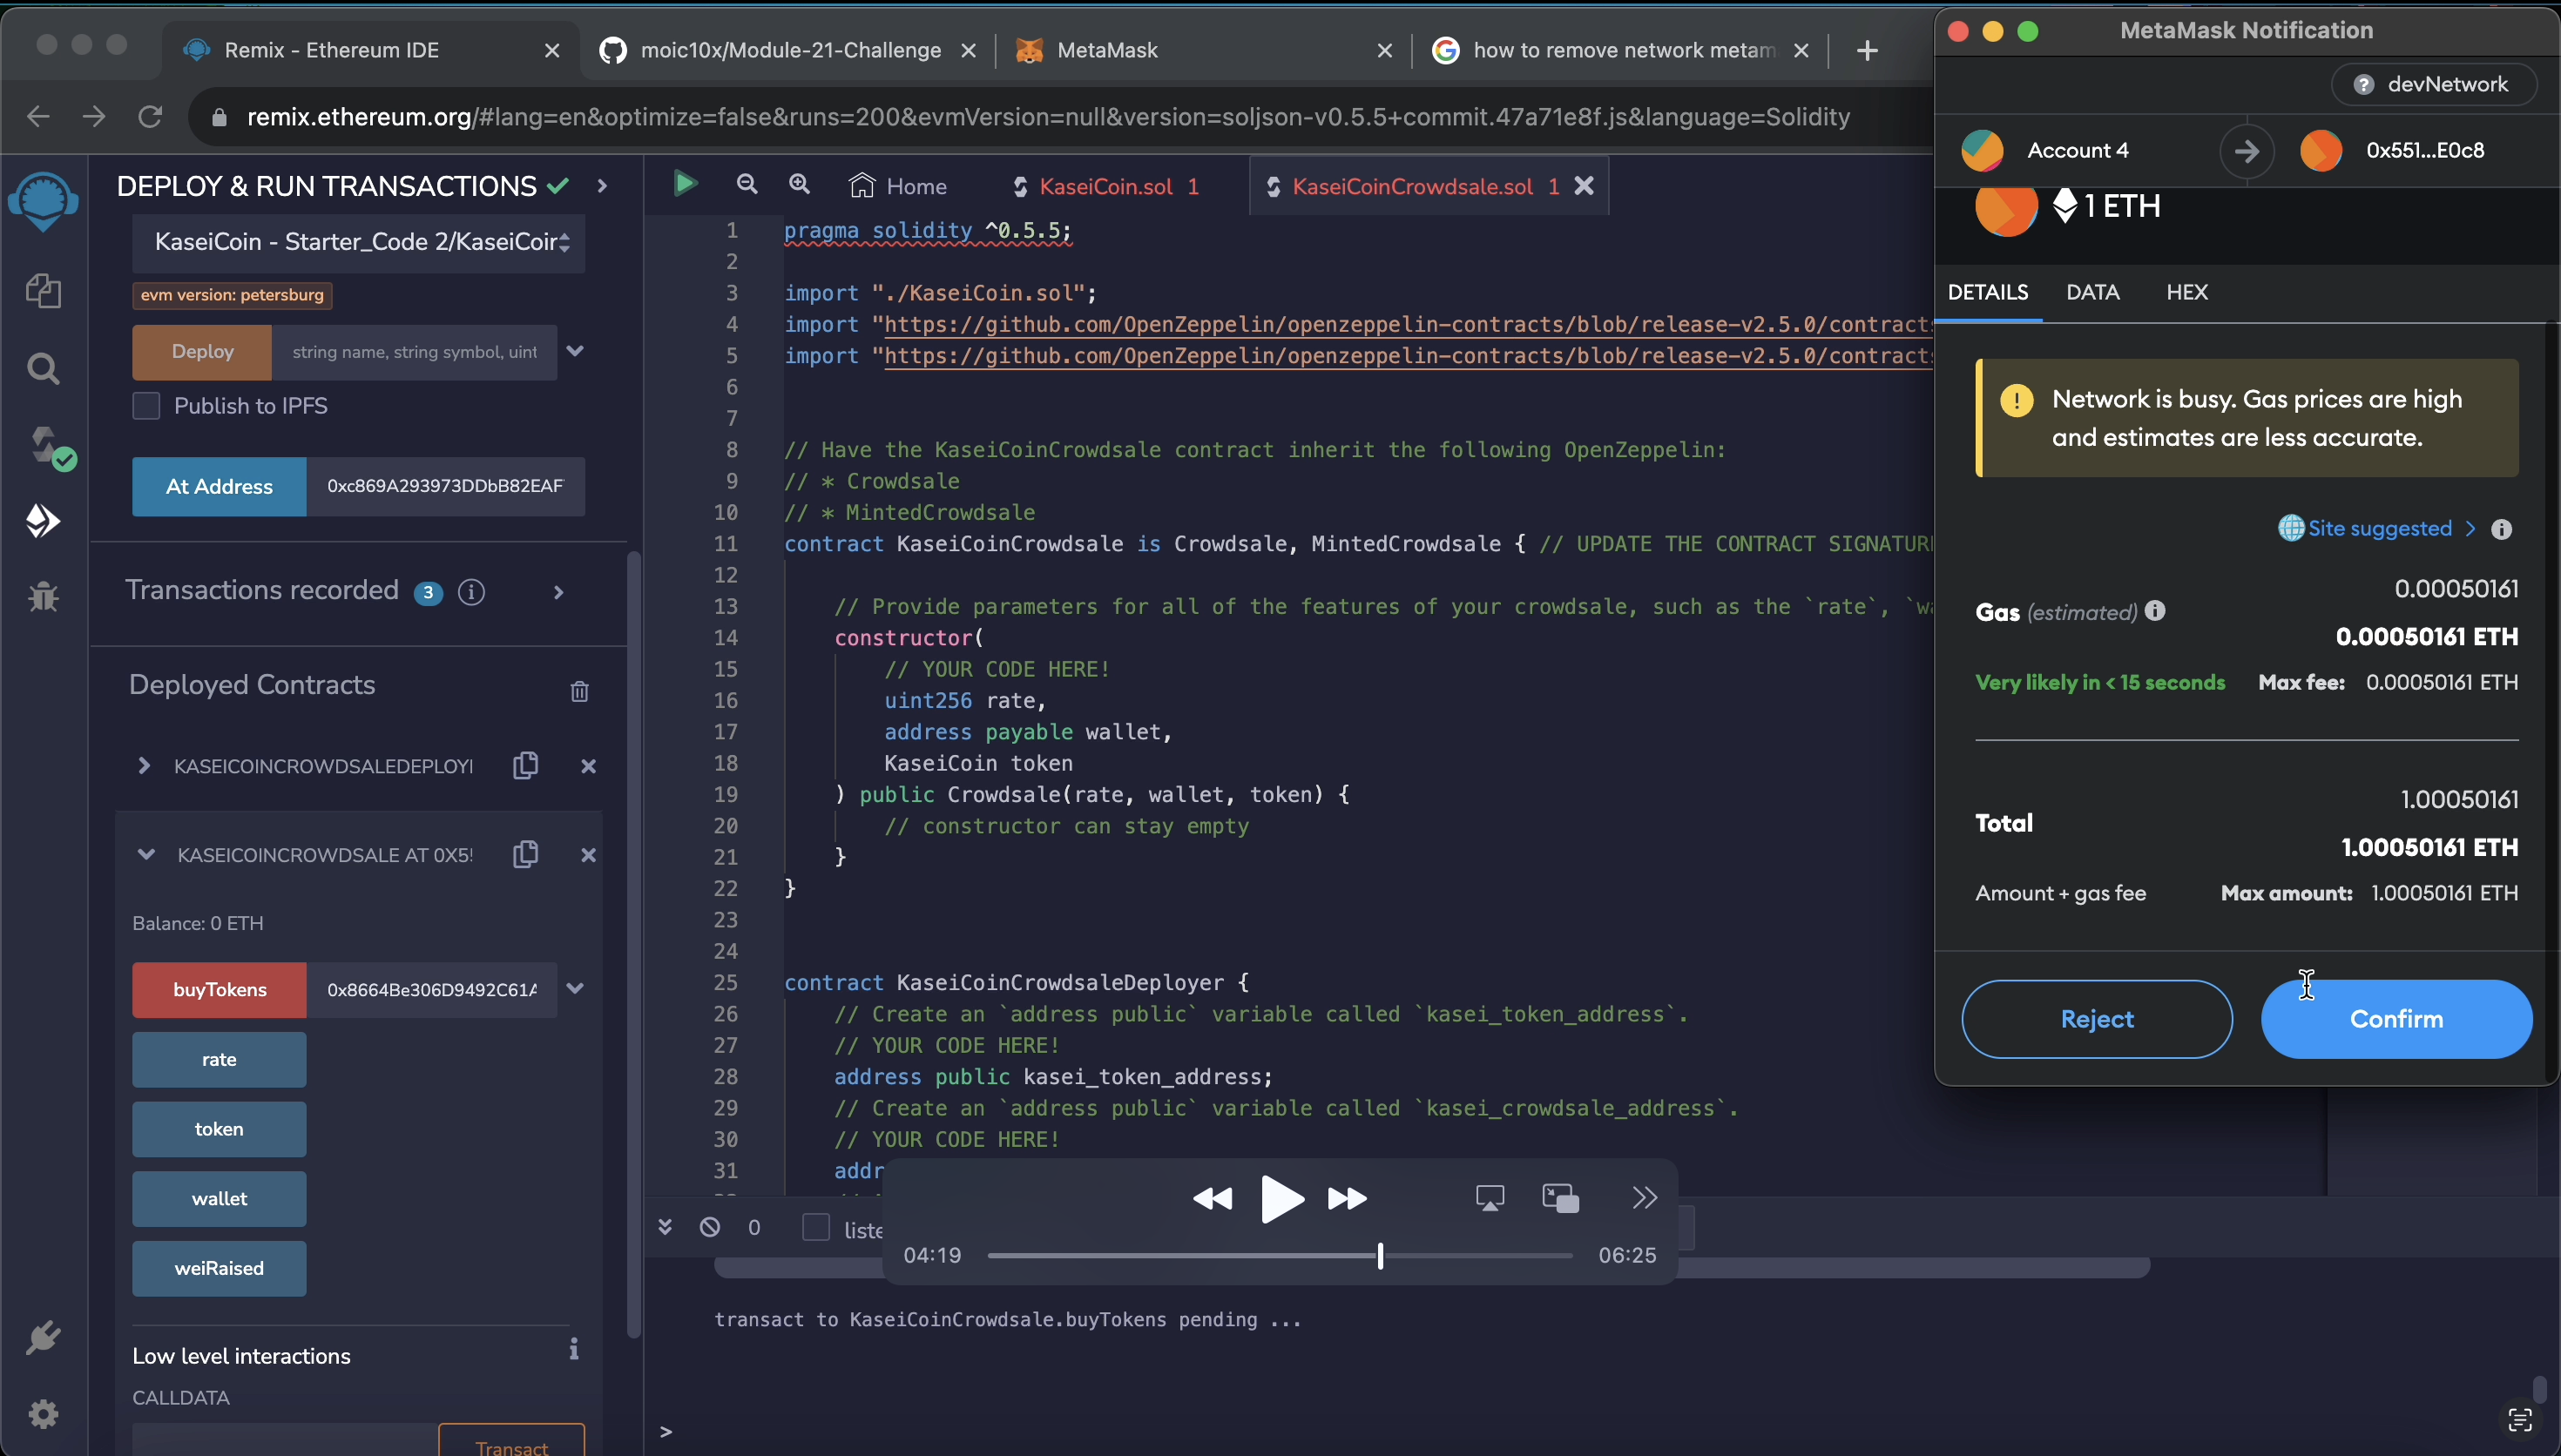 Remix - Ethereum IDE
moic10x/Module-21-Challenge
MetaMask
how to remove network metam
remix.ethereum.org/#lang=en&optimize=false&runs=200&evmVersion=null&version=soljson-v0.5.5+commit.47a71e8f.js&language=Solidity
DEPLOY & RUN TRANSACTIONS
KaseiCoin - Starter_Code 2/KaseiCoir
evm version: petersburg
Deploy
string name, string symbol, uint
Publish to IPFS
At Address
0xc869A293973DDbB82EAF
Transactions recorded 3
Deployed Contracts
KASEICOINCROWDSALEDEPLOYI
KASEICOINCROWDSALE AT 0X5!
Balance: 0 ETH
buyTokens
0x8664Be306D9492C61A
rate
token
wallet
weiRaised
Low level interactions
CALLDATA
Transact
Home
KaseiCoin.sol 1
KaseiCoinCrowdsale.sol 1
1 pragma solidity ^0.5.5;
2
3 import "./KaseiCoin.sol";
4 import "https://github.com/OpenZeppelin/openzeppelin-contracts/blob/release-v2.5.0/contracts
5 import "https://github.com/OpenZeppelin/openzeppelin-contracts/blob/release-v2.5.0/contracts
6
7
8 // Have the KaseiCoinCrowdsale contract inherit the following OpenZeppelin:
9 // * Crowdsale
10 // * MintedCrowdsale
11 contract KaseiCoinCrowdsale is Crowdsale, MintedCrowdsale { // UPDATE THE CONTRACT SIGNATUR
12
13 // Provide parameters for all of the features of your crowdsale, such as the `rate`, `wa
14 constructor(
15 // YOUR CODE HERE!
16 uint256 rate,
17 address payable wallet,
18 KaseiCoin token
19 ) public Crowdsale(rate, wallet, token) {
20 // constructor can stay empty
21 }
22 }
23
24
25 contract KaseiCoinCrowdsaleDeployer {
26 // Create an `address public` variable called `kasei_token_address`.
27 // YOUR CODE HERE!
28 address public kasei_token_address;
29 // Create an `address public` variable called `kasei_crowdsale_address`.
30 // YOUR CODE HERE!
31 addr
0
liste
04:19
06:25
transact to KaseiCoinCrowdsale.buyTokens pending ...
>
MetaMask Notification
devNetwork
Account 4
0x551...E0c8
1 ETH
DETAILS
DATA
HEX
Network is busy. Gas prices are high
and estimates are less accurate.
Site suggested >
0.00050161
Gas (estimated)
0.00050161 ETH
Very likely in < 15 seconds
Max fee: 0.00050161 ETH
1.00050161
Total
1.00050161 ETH
Amount + gas fee
Max amount: 1.00050161 ETH
Reject
Confirm